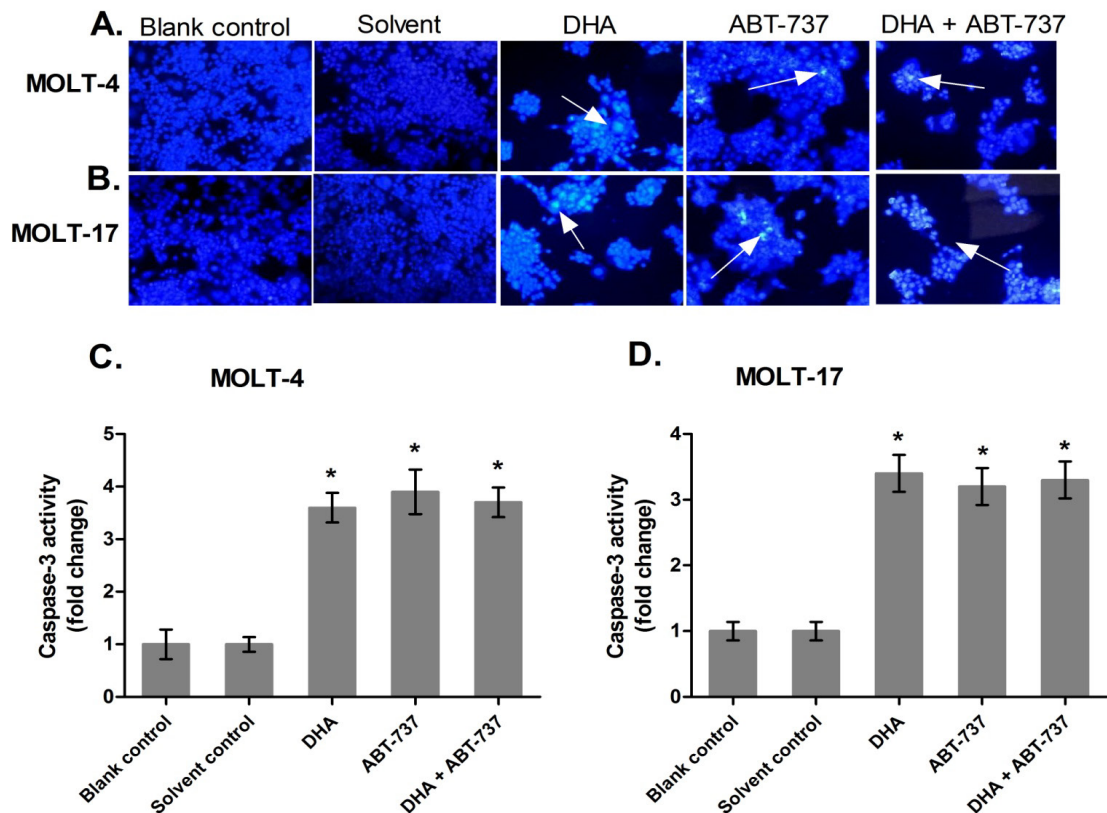 A. Blank control Solvent DHA ABT-737 DHA + ABT-737
MOLT-4
B.
MOLT-17
C. MOLT-4
Caspase-3 activity
(fold change)
5
4
3
2
1
0
*
*
*
Blank control
Solvent control
DHA
ABT-737
DHA + ABT-737
D. MOLT-17
Caspase-3 activity
(fold change)
4
3
2
1
0
*
*
*
Blank control
Solvent control
DHA
ABT-737
DHA + ABT-737